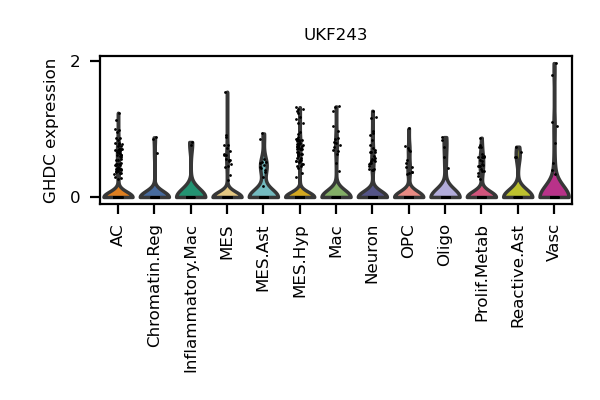 UKF243
GHDC expression
2
0
AC
Chromatin.Reg
Inflammatory.Mac
MES
MES.Ast
MES.Hyp
Mac
Neuron
OPC
Oligo
Prolif.Metab
Reactive.Ast
Vasc